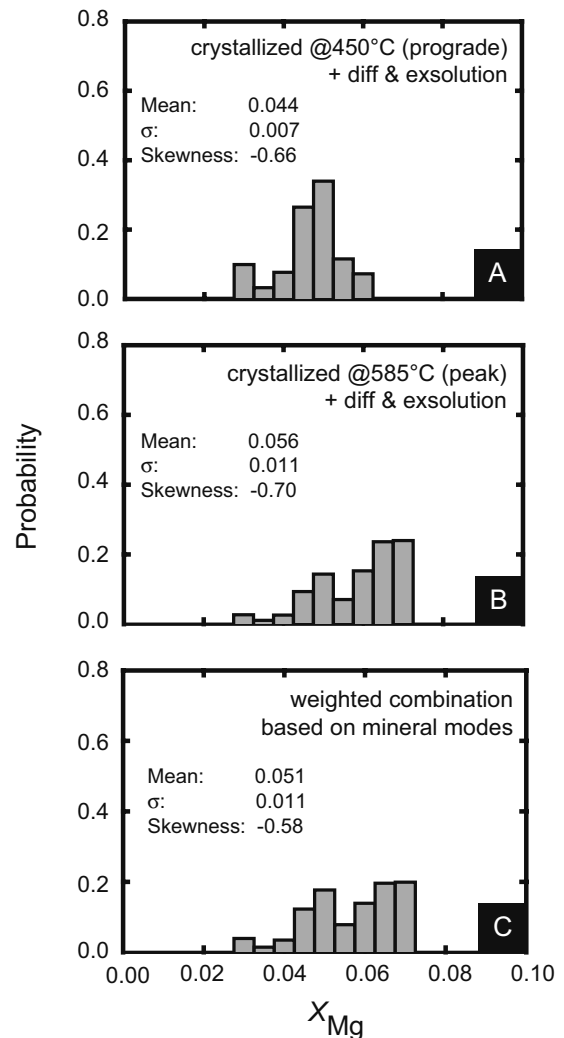 0.8
crystallized @450°C (prograde)
+ diff & exsolution
Mean: 0.044
0.6
σ: 0.007
Skewness: -0.66
0.4
0.2
A
0.0
0.8
crystallized @585°C (peak)
+ diff & exsolution
0.6
Mean: 0.056
σ: 0.011
Skewness: -0.70
0.4
Probability
0.2
B
0.0
0.8
weighted combination
based on mineral modes
0.6
Mean: 0.051
σ: 0.011
0.4
Skewness: -0.58
0.2
C
0.0
0.00 0.02 0.04 0.06 0.08 0.10
XMg